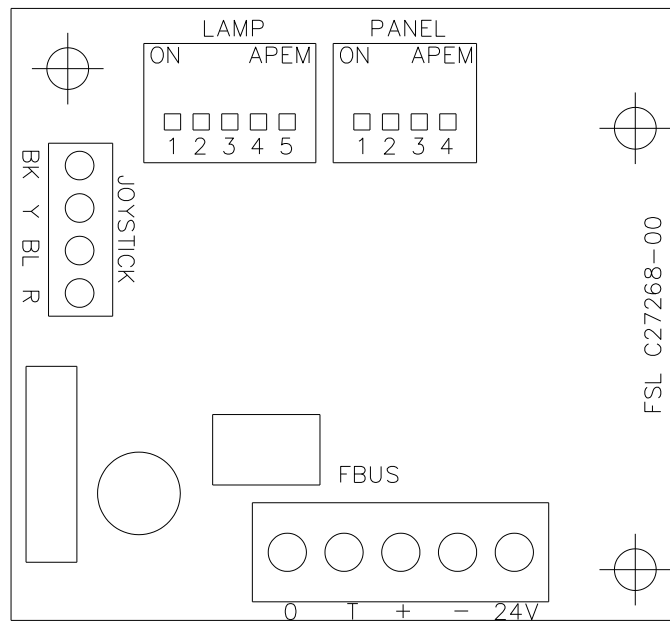 LAMP
PANEL
ON APEM
1 2 3 4 5
ON APEM
1 2 3 4
BK Y BL R
JOYSTICK
FSL C27268-00
FBUS
0 T + - 24V